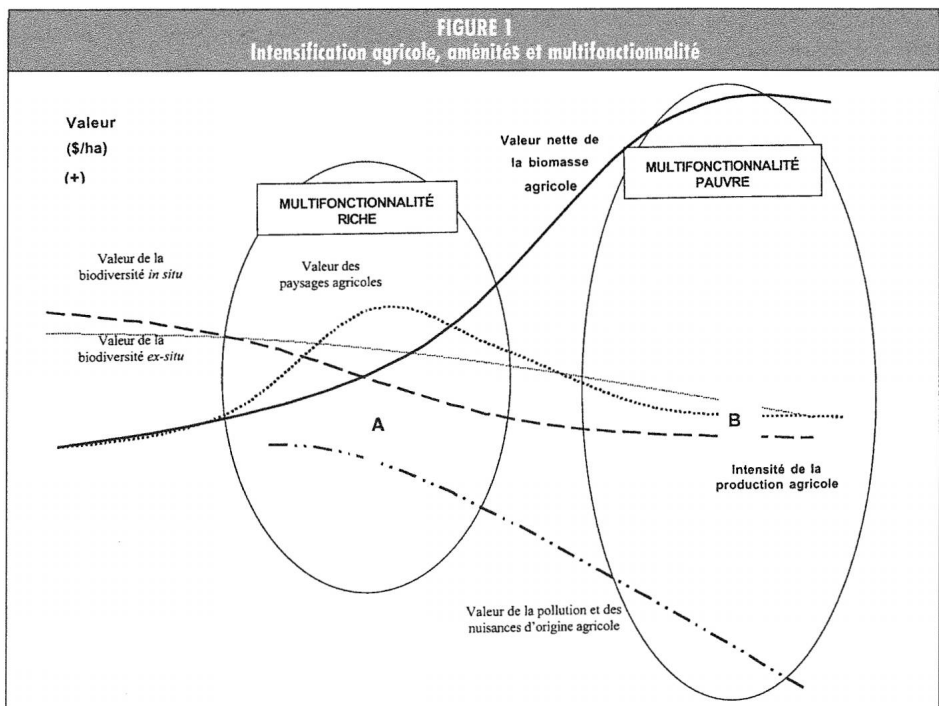 FIGURE 1
Intensification agricole, aménités et multifonctionnalité
Valeur
($/ha)
(+)
Valeur nette de
la biomasse
agricole
MULTIFONCTIONNALITÉ
PAUVRE
MULTIFONCTIONNALITÉ
RICHE
Valeur de la
biodiversité in situ
Valeur des
paysages agricoles
Valeur de la
biodiversité ex-situ
A
B
Intensité de la
production agricole
Valeur de la pollution et des
nuisances d'origine agricole